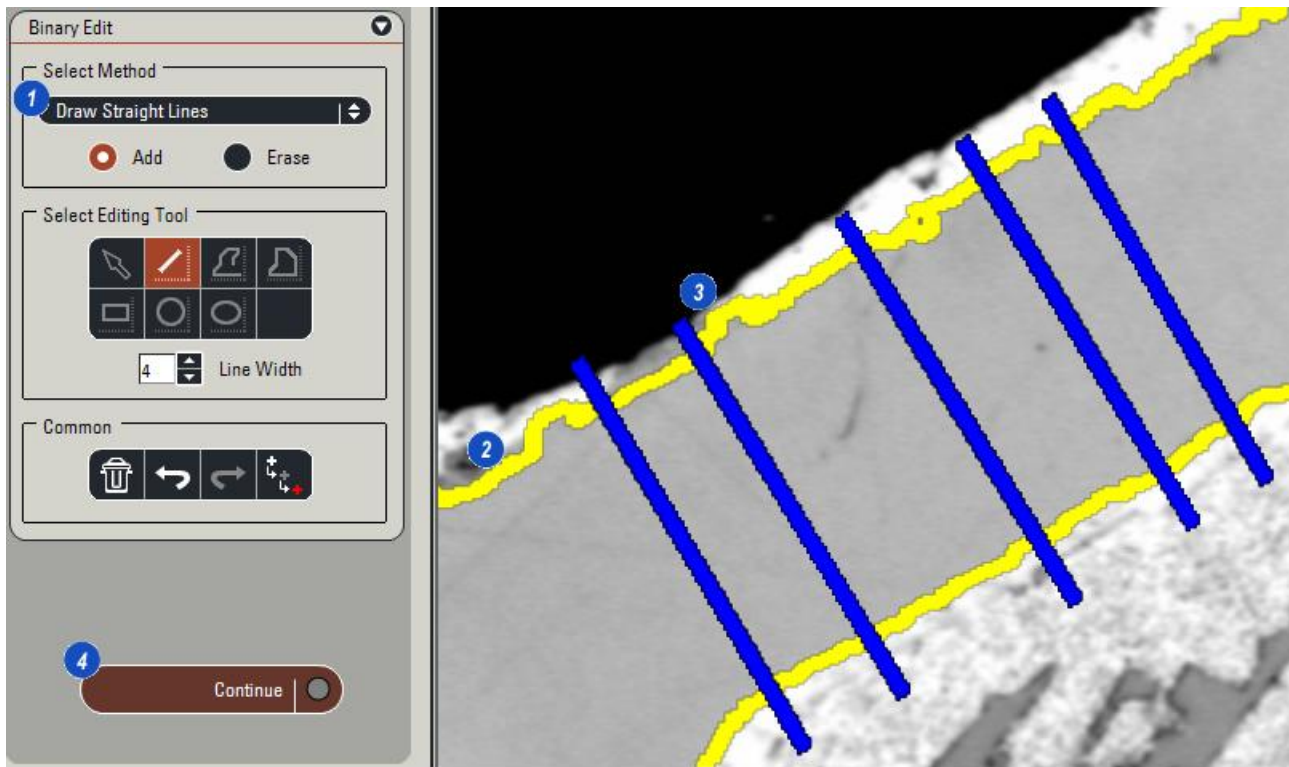 Binary Edit
Select Method
1
Draw Straight Lines
Add Erase
Select Editing Tool
4 Line Width
Common
4
Continue
2
3